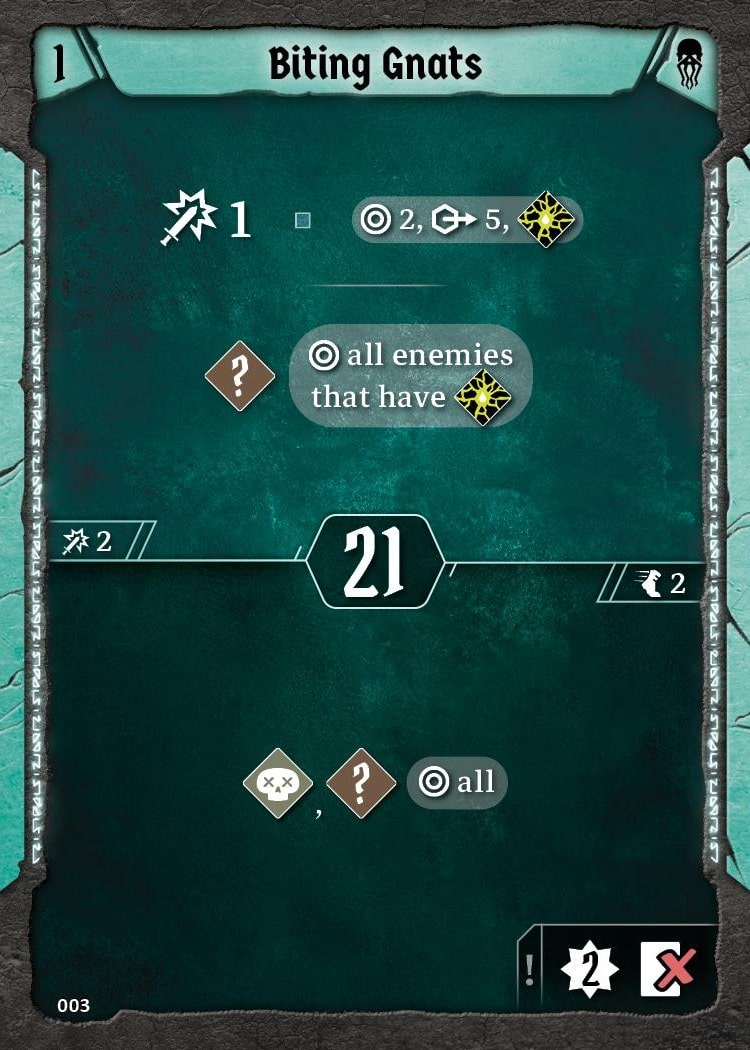 1
Biting Gnats
1
2, 5,
?
all enemies
that have
2
21
2
, ?
all
!
2
003